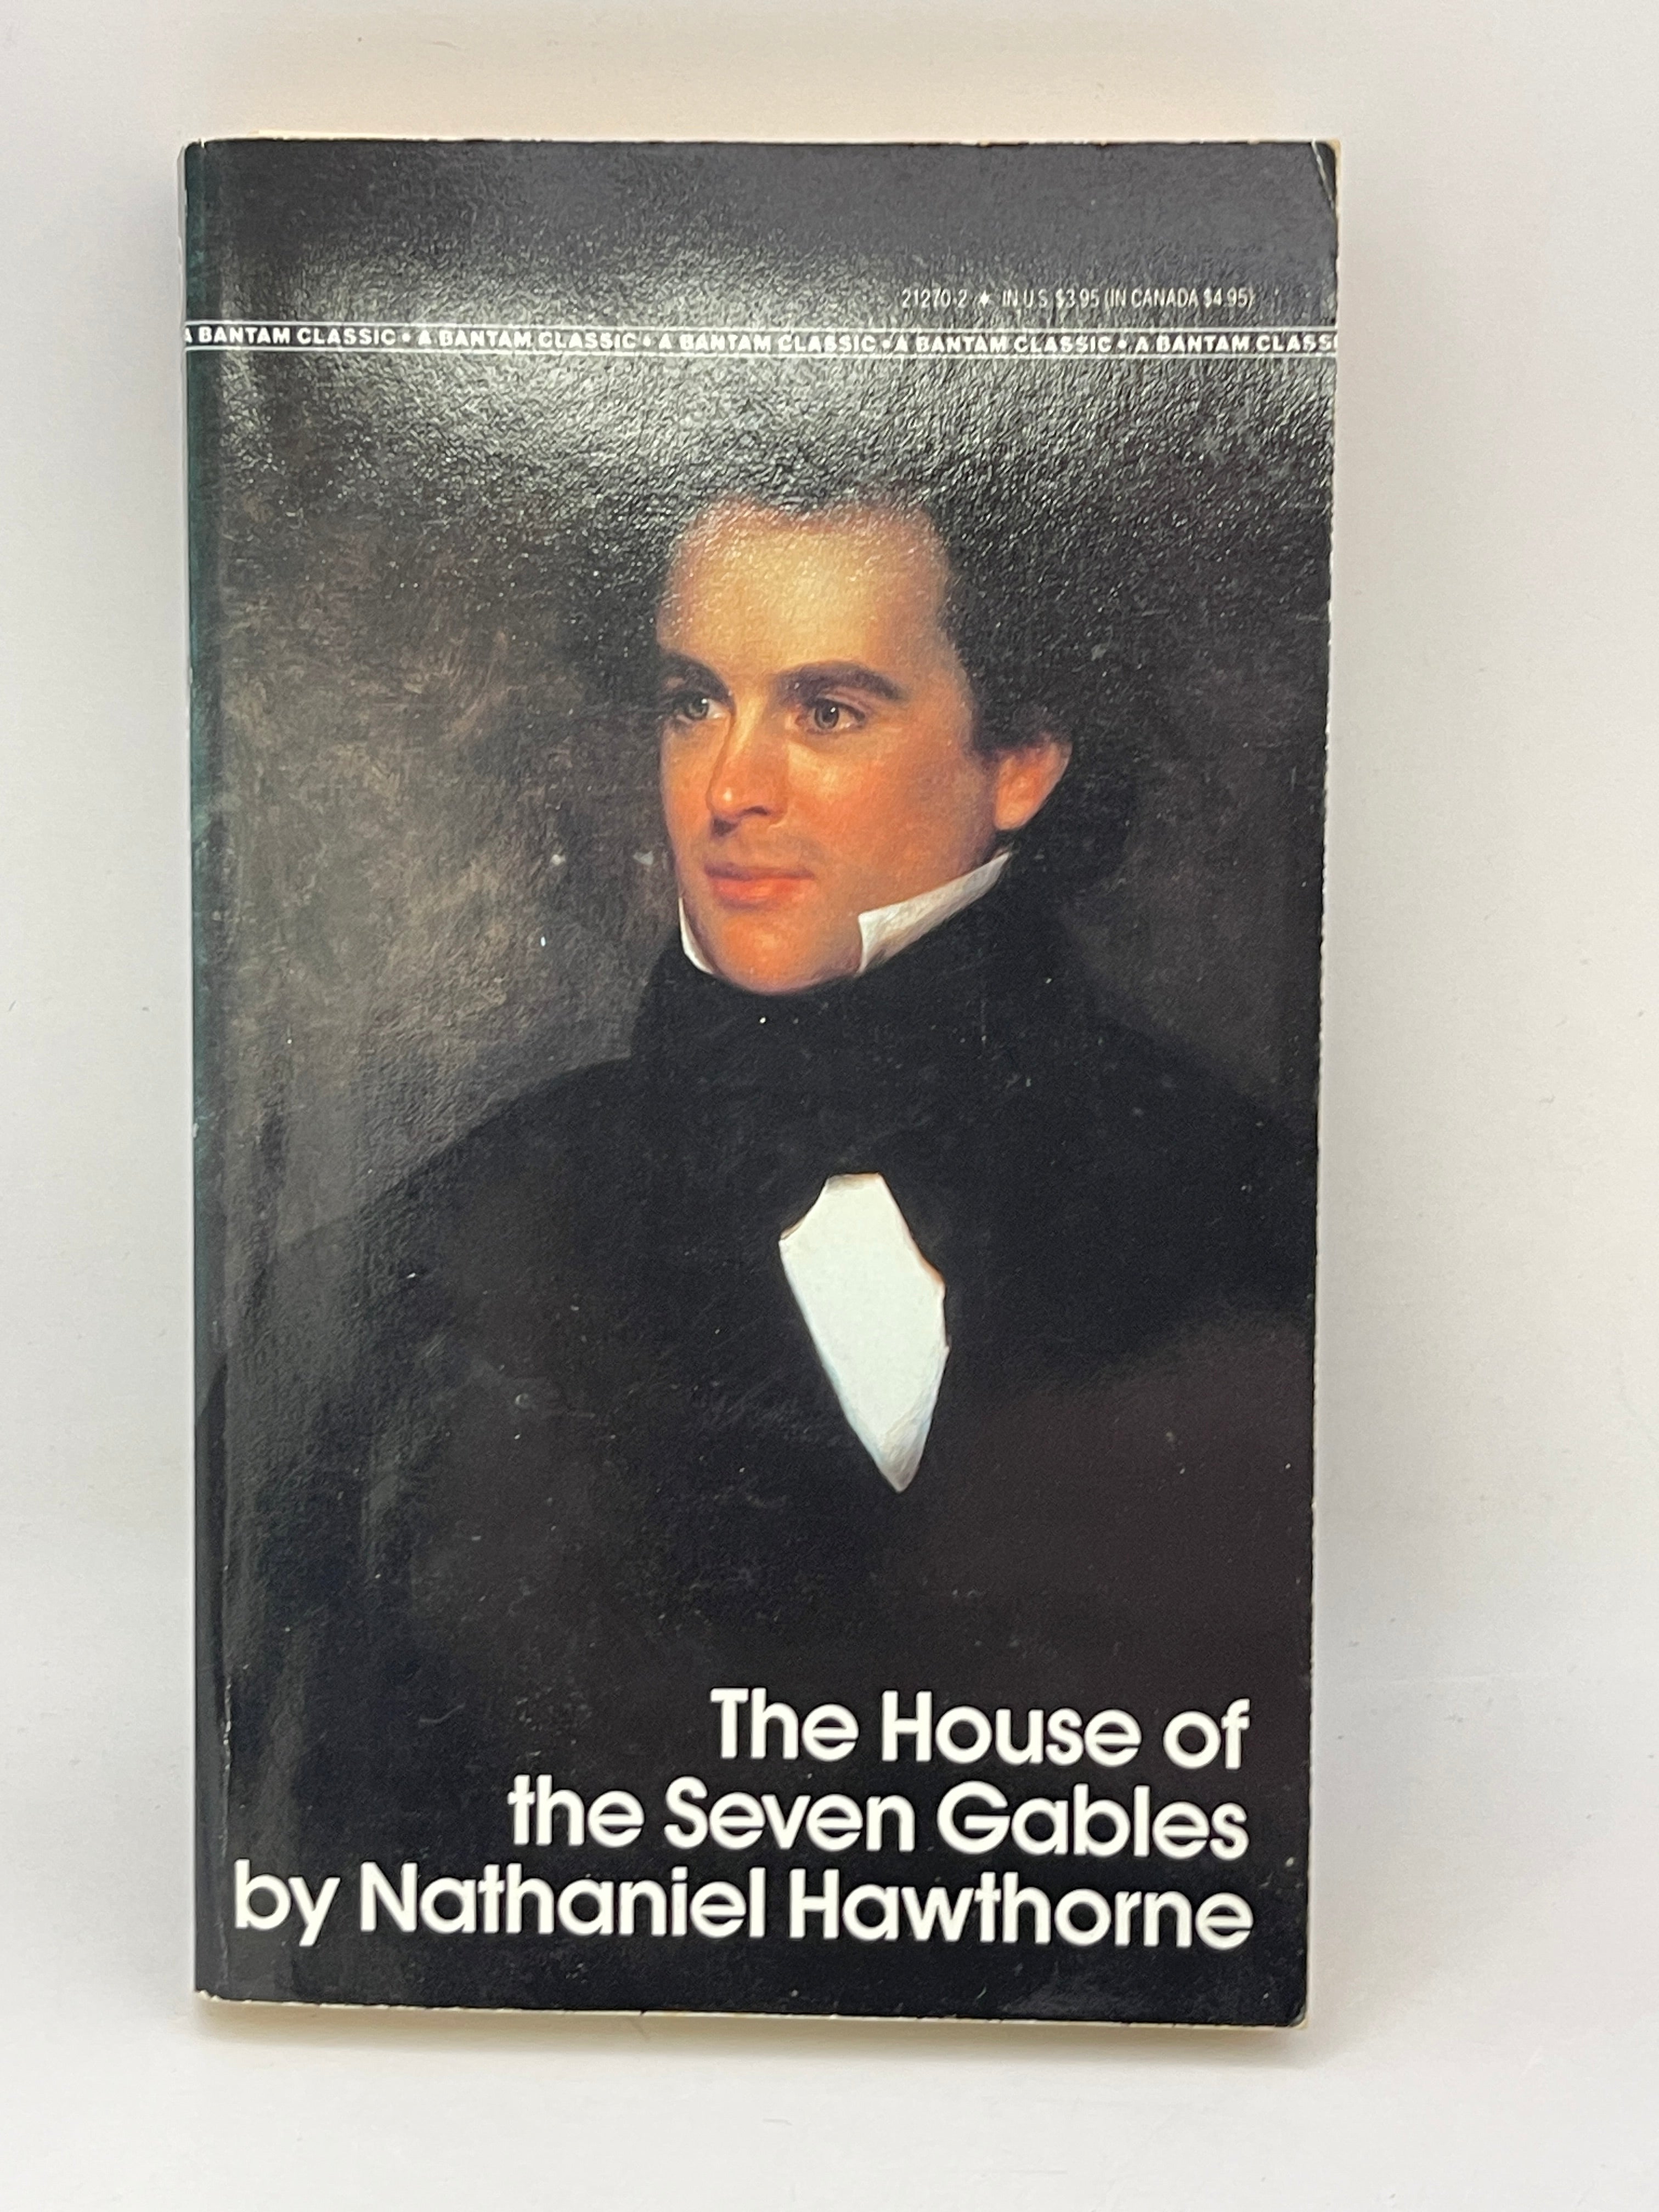 21270-2 ★ IN U.S. $3.95 (IN CANADA $4.95)
A BANTAM CLASSIC • A BANTAM CLASSIC • A BANTAM CLASSIC • A BANTAM CLASSIC • A BANTAM CLASSI
The House of
the Seven Gables
by Nathaniel Hawthorne